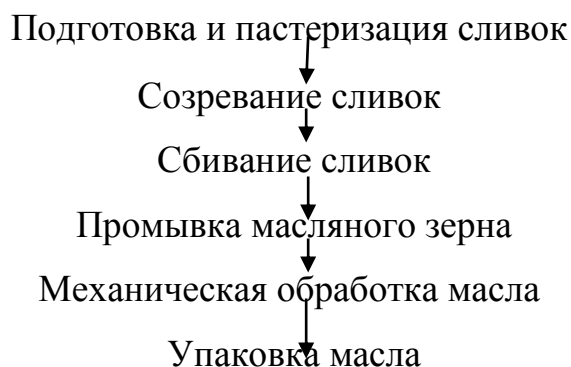 Подготовка и пастеризация сливок
Созревание сливок
Сбивание сливок
Промывка масляного зерна
Механическая обработка масла
Упаковка масла